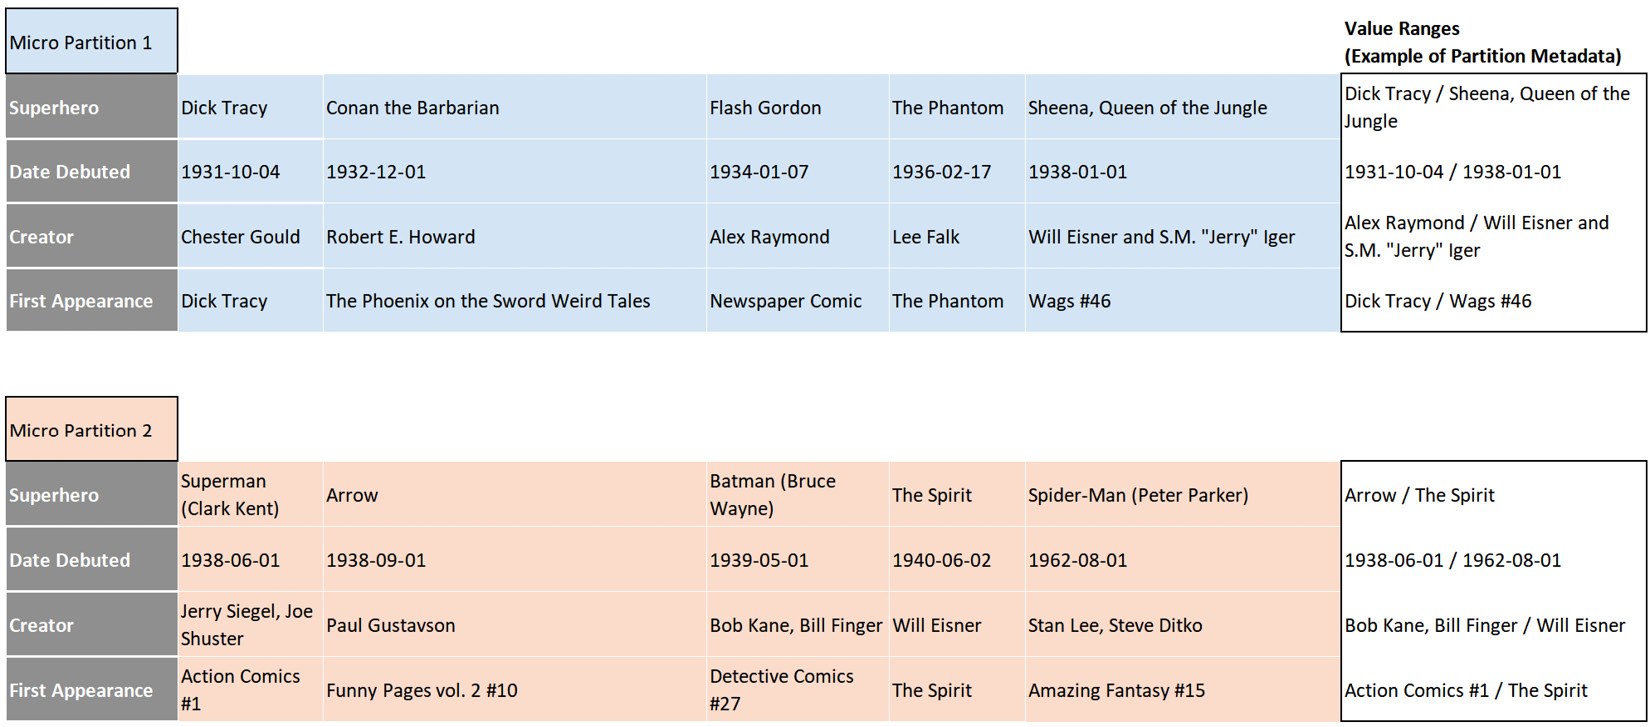 Micro Partition 1
Value Ranges
(Example of Partition Metadata)
Superhero
Dick Tracy
Conan the Barbarian
Flash Gordon
The Phantom
Sheena, Queen of the Jungle
Dick Tracy / Sheena, Queen of the
Jungle
Date Debuted
1931-10-04
1932-12-01
1934-01-07
1936-02-17
1938-01-01
1931-10-04 / 1938-01-01
Creator
Chester Gould
Robert E. Howard
Alex Raymond
Lee Falk
Will Eisner and S.M. "Jerry" Iger
Alex Raymond / Will Eisner and
S.M. "Jerry" Iger
First Appearance
Dick Tracy
The Phoenix on the Sword Weird Tales
Newspaper Comic
The Phantom
Wags #46
Dick Tracy / Wags #46
Micro Partition 2
Superhero
Superman
(Clark Kent)
Arrow
Batman (Bruce
Wayne)
The Spirit
Spider-Man (Peter Parker)
Arrow / The Spirit
Date Debuted
1938-06-01
1938-09-01
1939-05-01
1940-06-02
1962-08-01
1938-06-01 / 1962-08-01
Creator
Jerry Siegel, Joe
Shuster
Paul Gustavson
Bob Kane, Bill Finger
Will Eisner
Stan Lee, Steve Ditko
Bob Kane, Bill Finger / Will Eisner
First Appearance
Action Comics
#1
Funny Pages vol. 2 #10
Detective Comics
#27
The Spirit
Amazing Fantasy #15
Action Comics #1 / The Spirit